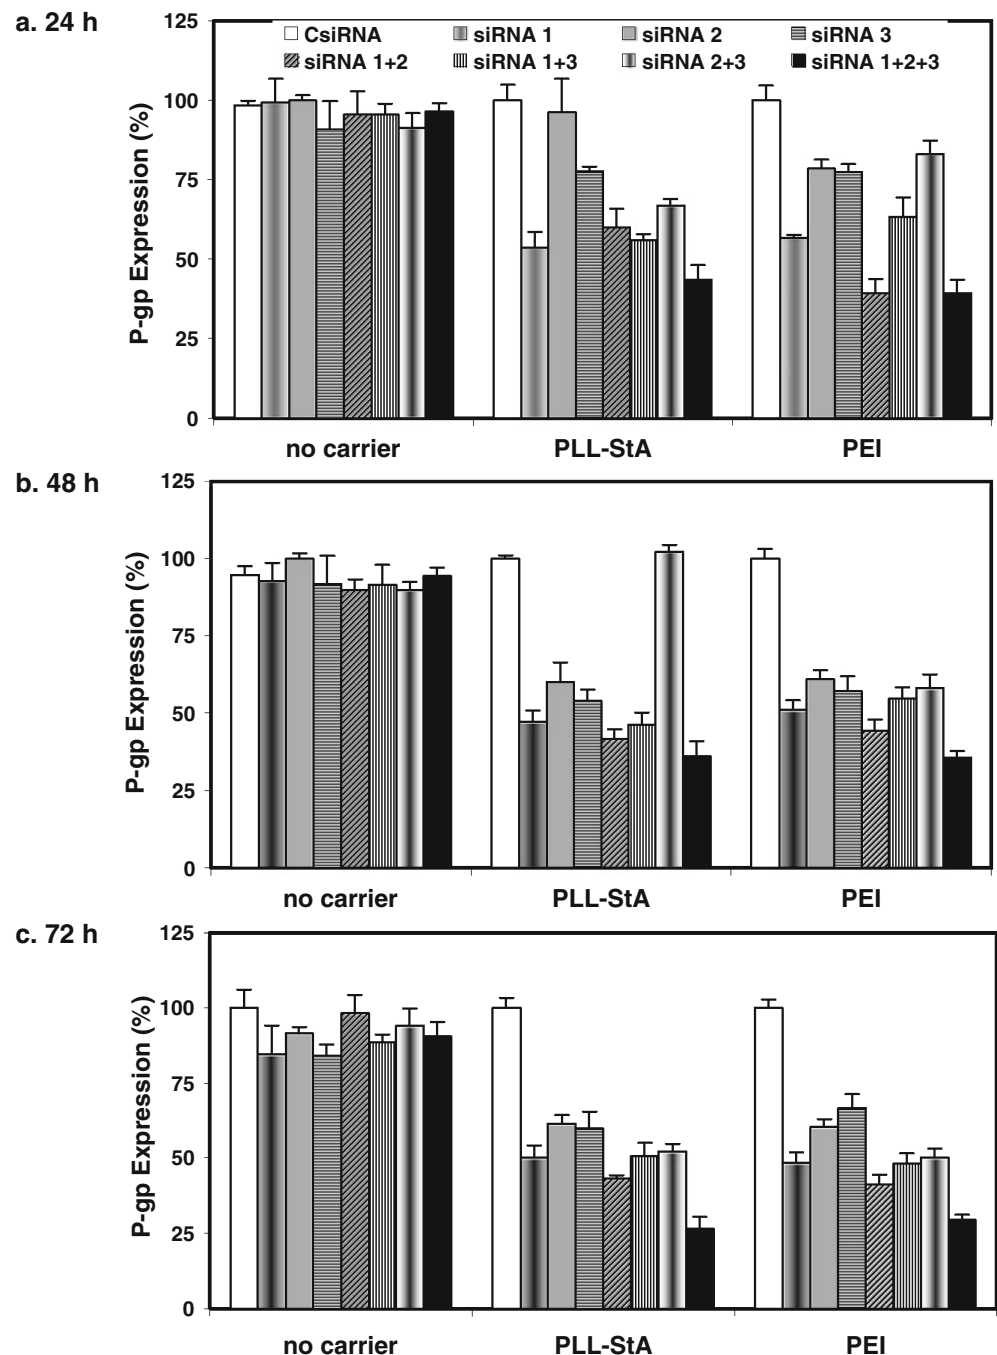 a. 24 h
125
100
75
50
25
0
P-gp Expression (%)
CsiRNA siRNA 1 siRNA 2 siRNA 3
siRNA 1+2 siRNA 1+3 siRNA 2+3 siRNA 1+2+3
no carrier PLL-StA PEI
b. 48 h
125
100
75
50
25
0
P-gp Expression (%)
no carrier PLL-StA PEI
c. 72 h
125
100
75
50
25
0
P-gp Expression (%)
no carrier PLL-StA PEI